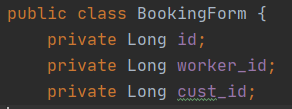 public class BookingForm {
private Long id;
private Long worker_id;
private Long cust_id;